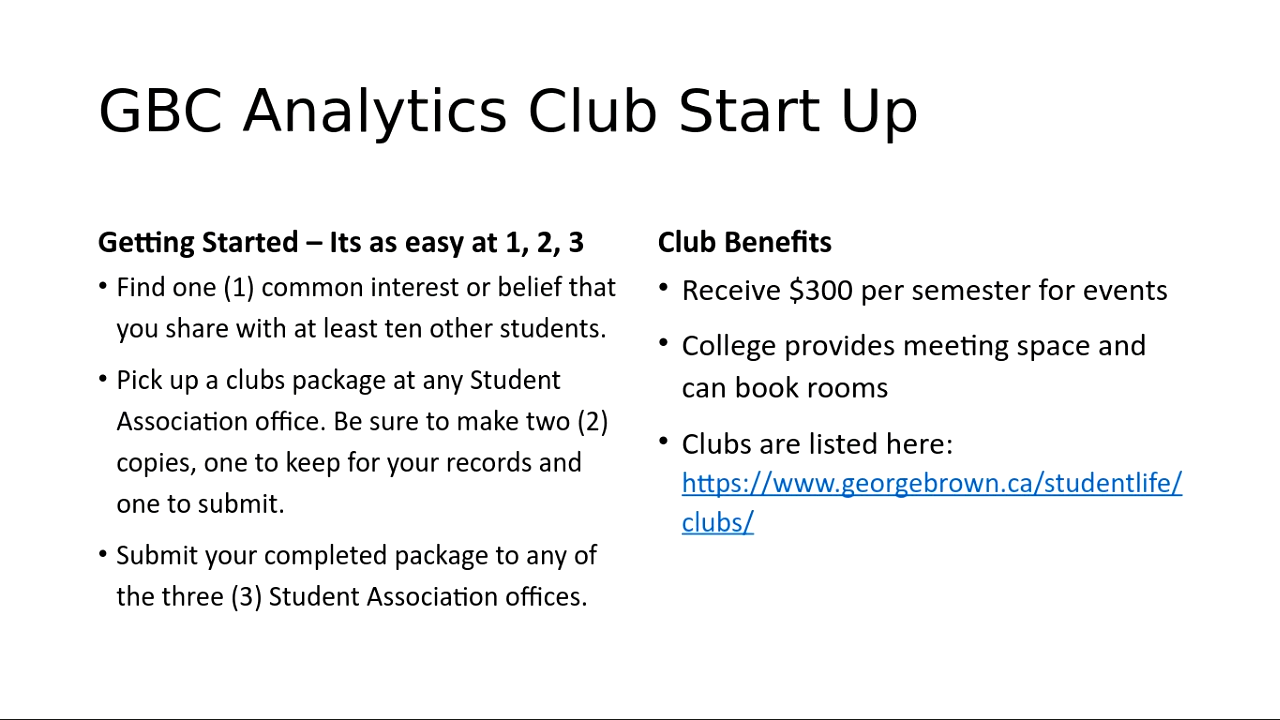 GBC Analytics Club Start Up
Getting Started – Its as easy at 1, 2, 3
• Find one (1) common interest or belief that
you share with at least ten other students.
• Pick up a clubs package at any Student
Association office. Be sure to make two (2)
copies, one to keep for your records and
one to submit.
• Submit your completed package to any of
the three (3) Student Association offices.
Club Benefits
• Receive $300 per semester for events
• College provides meeting space and
can book rooms
• Clubs are listed here:
https://www.georgebrown.ca/studentlife/
clubs/